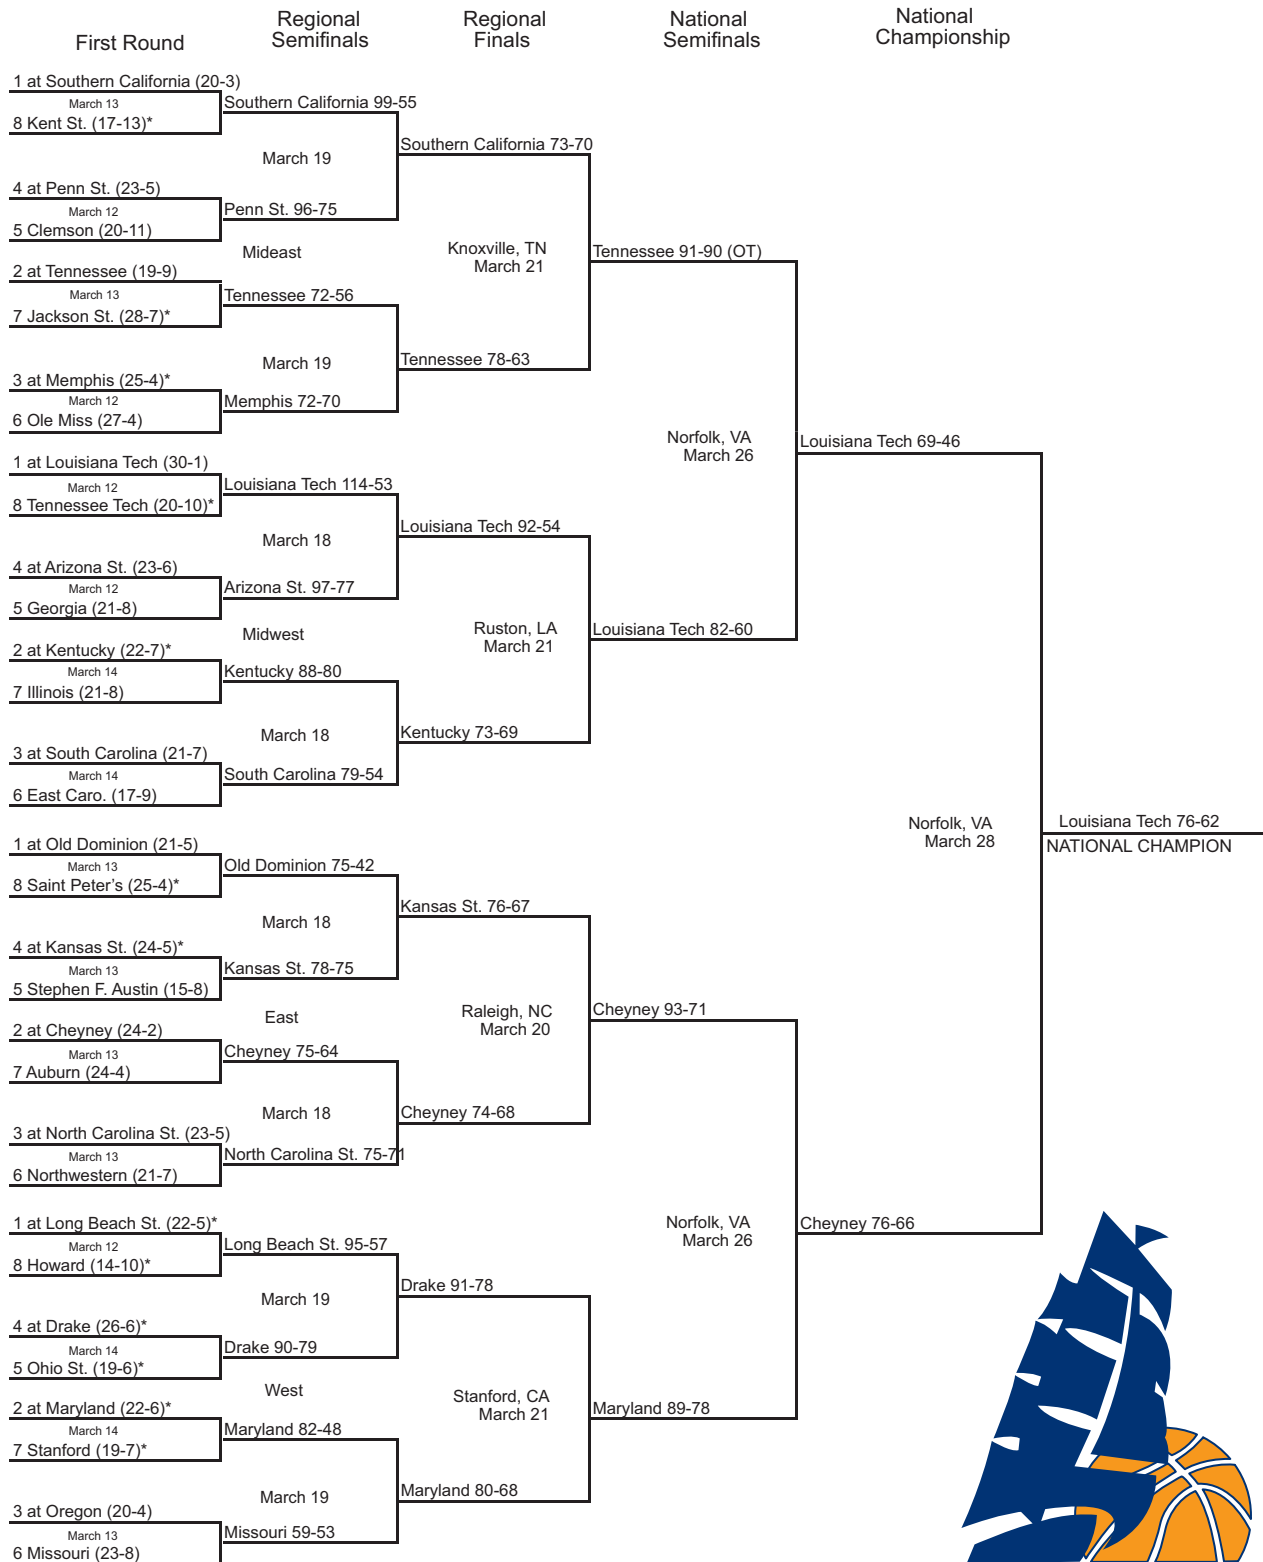 First Round
Regional
Semifinals
Regional
Finals
National
Semifinals
National
Championship
1 at Southern California (20-3)
March 13
8 Kent St. (17-13)*
Southern California 99-55
March 19
4 at Penn St. (23-5)
March 12
5 Clemson (20-11)
Penn St. 96-75
Southern California 73-70
Mideast
2 at Tennessee (19-9)
March 13
7 Jackson St. (28-7)*
Tennessee 72-56
March 19
3 at Memphis (25-4)*
March 12
6 Ole Miss (27-4)
Memphis 72-70
Tennessee 78-63
Knoxville, TN
March 21
Tennessee 91-90 (OT)
1 at Louisiana Tech (30-1)
March 12
8 Tennessee Tech (20-10)*
Louisiana Tech 114-53
March 18
4 at Arizona St. (23-6)
March 12
5 Georgia (21-8)
Arizona St. 97-77
Louisiana Tech 92-54
Midwest
2 at Kentucky (22-7)*
March 14
7 Illinois (21-8)
Kentucky 88-80
March 18
3 at South Carolina (21-7)
March 14
6 East Caro. (17-9)
South Carolina 79-54
Kentucky 73-69
Ruston, LA
March 21
Louisiana Tech 82-60
Norfolk, VA
March 26
Louisiana Tech 69-46
1 at Old Dominion (21-5)
March 13
8 Saint Peter's (25-4)*
Old Dominion 75-42
March 18
4 at Kansas St. (24-5)*
March 13
5 Stephen F. Austin (15-8)
Kansas St. 78-75
Kansas St. 76-67
East
2 at Cheyney (24-2)
March 13
7 Auburn (24-4)
Cheyney 75-64
March 18
3 at North Carolina St. (23-5)
March 13
6 Northwestern (21-7)
North Carolina St. 75-71
Cheyney 74-68
Raleigh, NC
March 20
Cheyney 93-71
1 at Long Beach St. (22-5)*
March 12
8 Howard (14-10)*
Long Beach St. 95-57
March 19
4 at Drake (26-6)*
March 14
5 Ohio St. (19-6)*
Drake 90-79
Drake 91-78
West
2 at Maryland (22-6)*
March 14
7 Stanford (19-7)*
Maryland 82-48
March 19
3 at Oregon (20-4)
March 13
6 Missouri (23-8)
Missouri 59-53
Maryland 80-68
Stanford, CA
March 21
Maryland 89-78
Norfolk, VA
March 26
Cheyney 76-66
Norfolk, VA
March 28
Louisiana Tech 76-62
NATIONAL CHAMPION